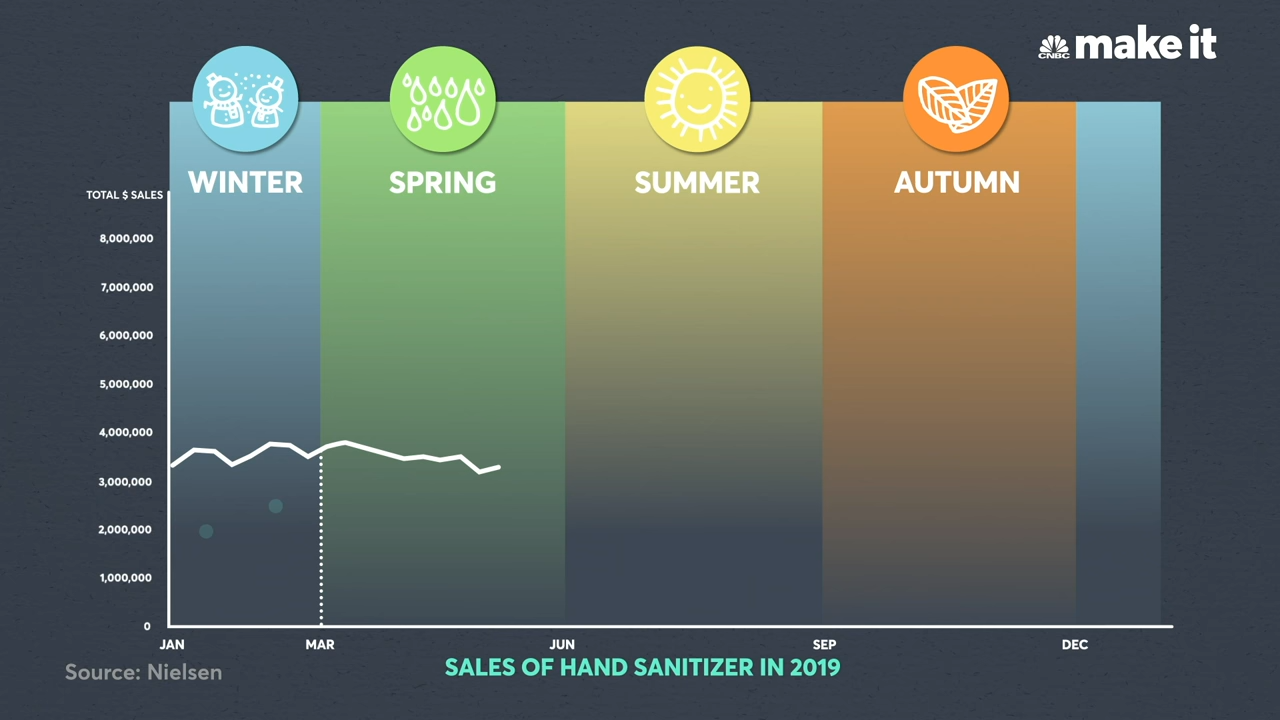 CNBC make it
WINTER SPRING SUMMER AUTUMN
TOTAL $ SALES
8,000,000
7,000,000
6,000,000
5,000,000
4,000,000
3,000,000
2,000,000
1,000,000
0
JAN MAR JUN SEP DEC
SALES OF HAND SANITIZER IN 2019
Source: Nielsen